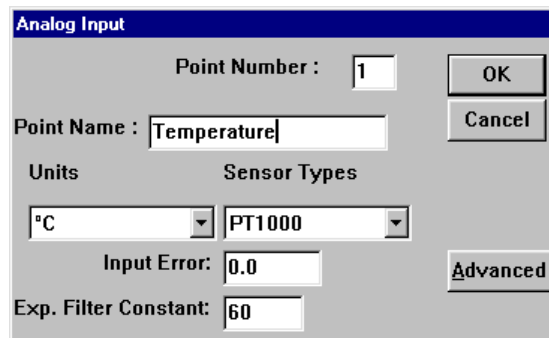 Analog Input
Point Number : 1
OK
Cancel
Point Name : Temperature
Units Sensor Types
°C PT1000
Input Error: 0.0
Advanced
Exp. Filter Constant: 60